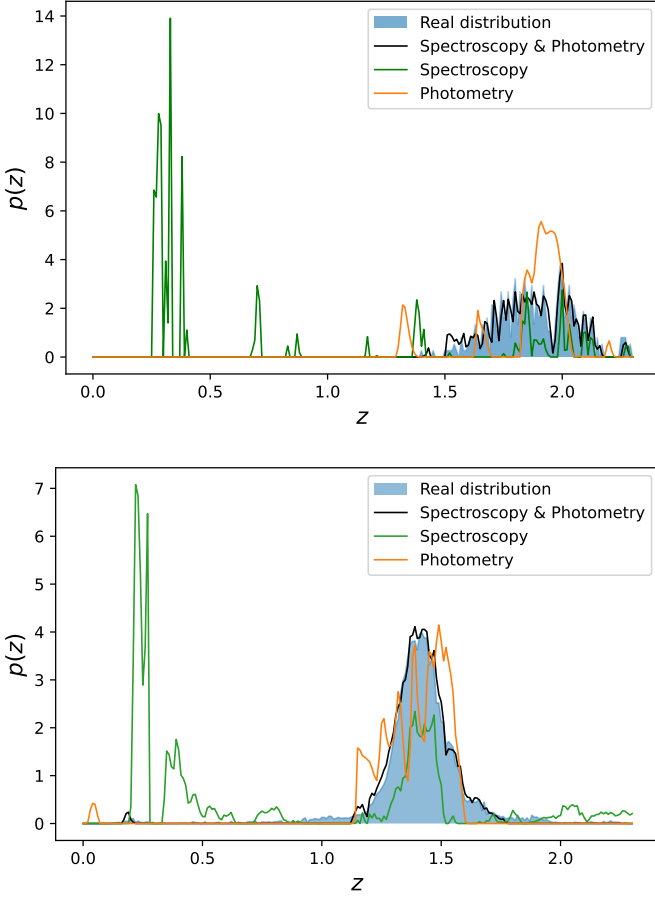 14
12
10
8
6
4
2
0
p(z)
Real distribution
Spectroscopy & Photometry
Spectroscopy
Photometry
0.0 0.5 1.0 1.5 2.0
z
7
6
5
4
3
2
1
0
p(z)
Real distribution
Spectroscopy & Photometry
Spectroscopy
Photometry
0.0 0.5 1.0 1.5 2.0
z